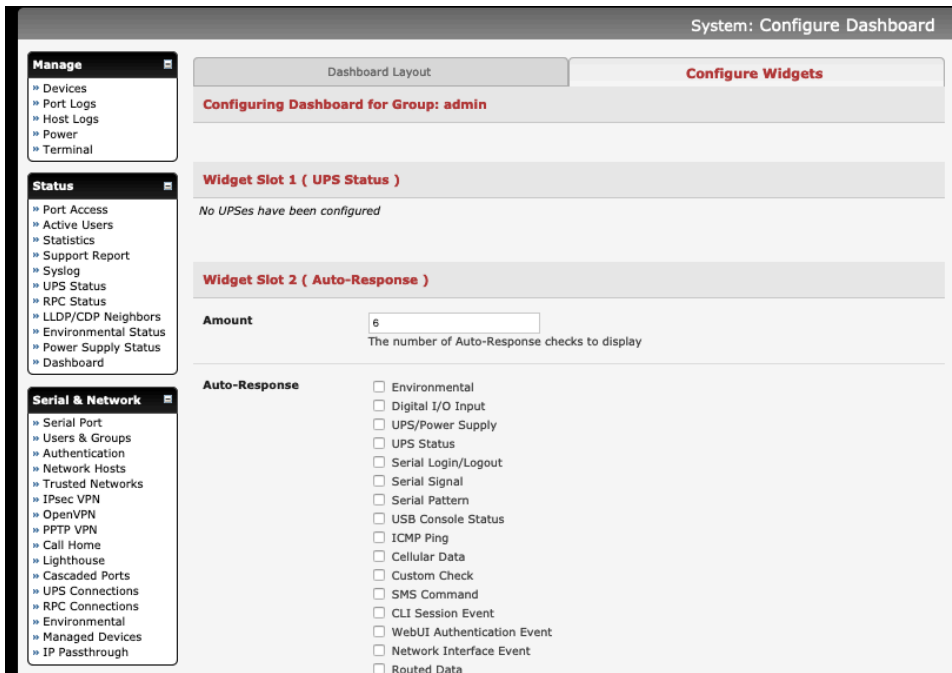 System: Configure Dashboard
Manage
» Devices
» Port Logs
» Host Logs
» Power
» Terminal
Status
» Port Access
» Active Users
» Statistics
» Support Report
» Syslog
» UPS Status
» RPC Status
» LLDP/CDP Neighbors
» Environmental Status
» Power Supply Status
» Dashboard
Serial & Network
» Serial Port
» Users & Groups
» Authentication
» Network Hosts
» Trusted Networks
» IPsec VPN
» OpenVPN
» PPTP VPN
» Call Home
» Lighthouse
» Cascaded Ports
» UPS Connections
» RPC Connections
» Environmental
» Managed Devices
» IP Passthrough
Dashboard Layout
Configure Widgets
Configuring Dashboard for Group: admin
Widget Slot 1 ( UPS Status )
No UPSes have been configured
Widget Slot 2 ( Auto-Response )
Amount
6
The number of Auto-Response checks to display
Auto-Response
Environmental
Digital I/O Input
UPS/Power Supply
UPS Status
Serial Login/Logout
Serial Signal
Serial Pattern
USB Console Status
ICMP Ping
Cellular Data
Custom Check
SMS Command
CLI Session Event
WebUI Authentication Event
Network Interface Event
Routed Data